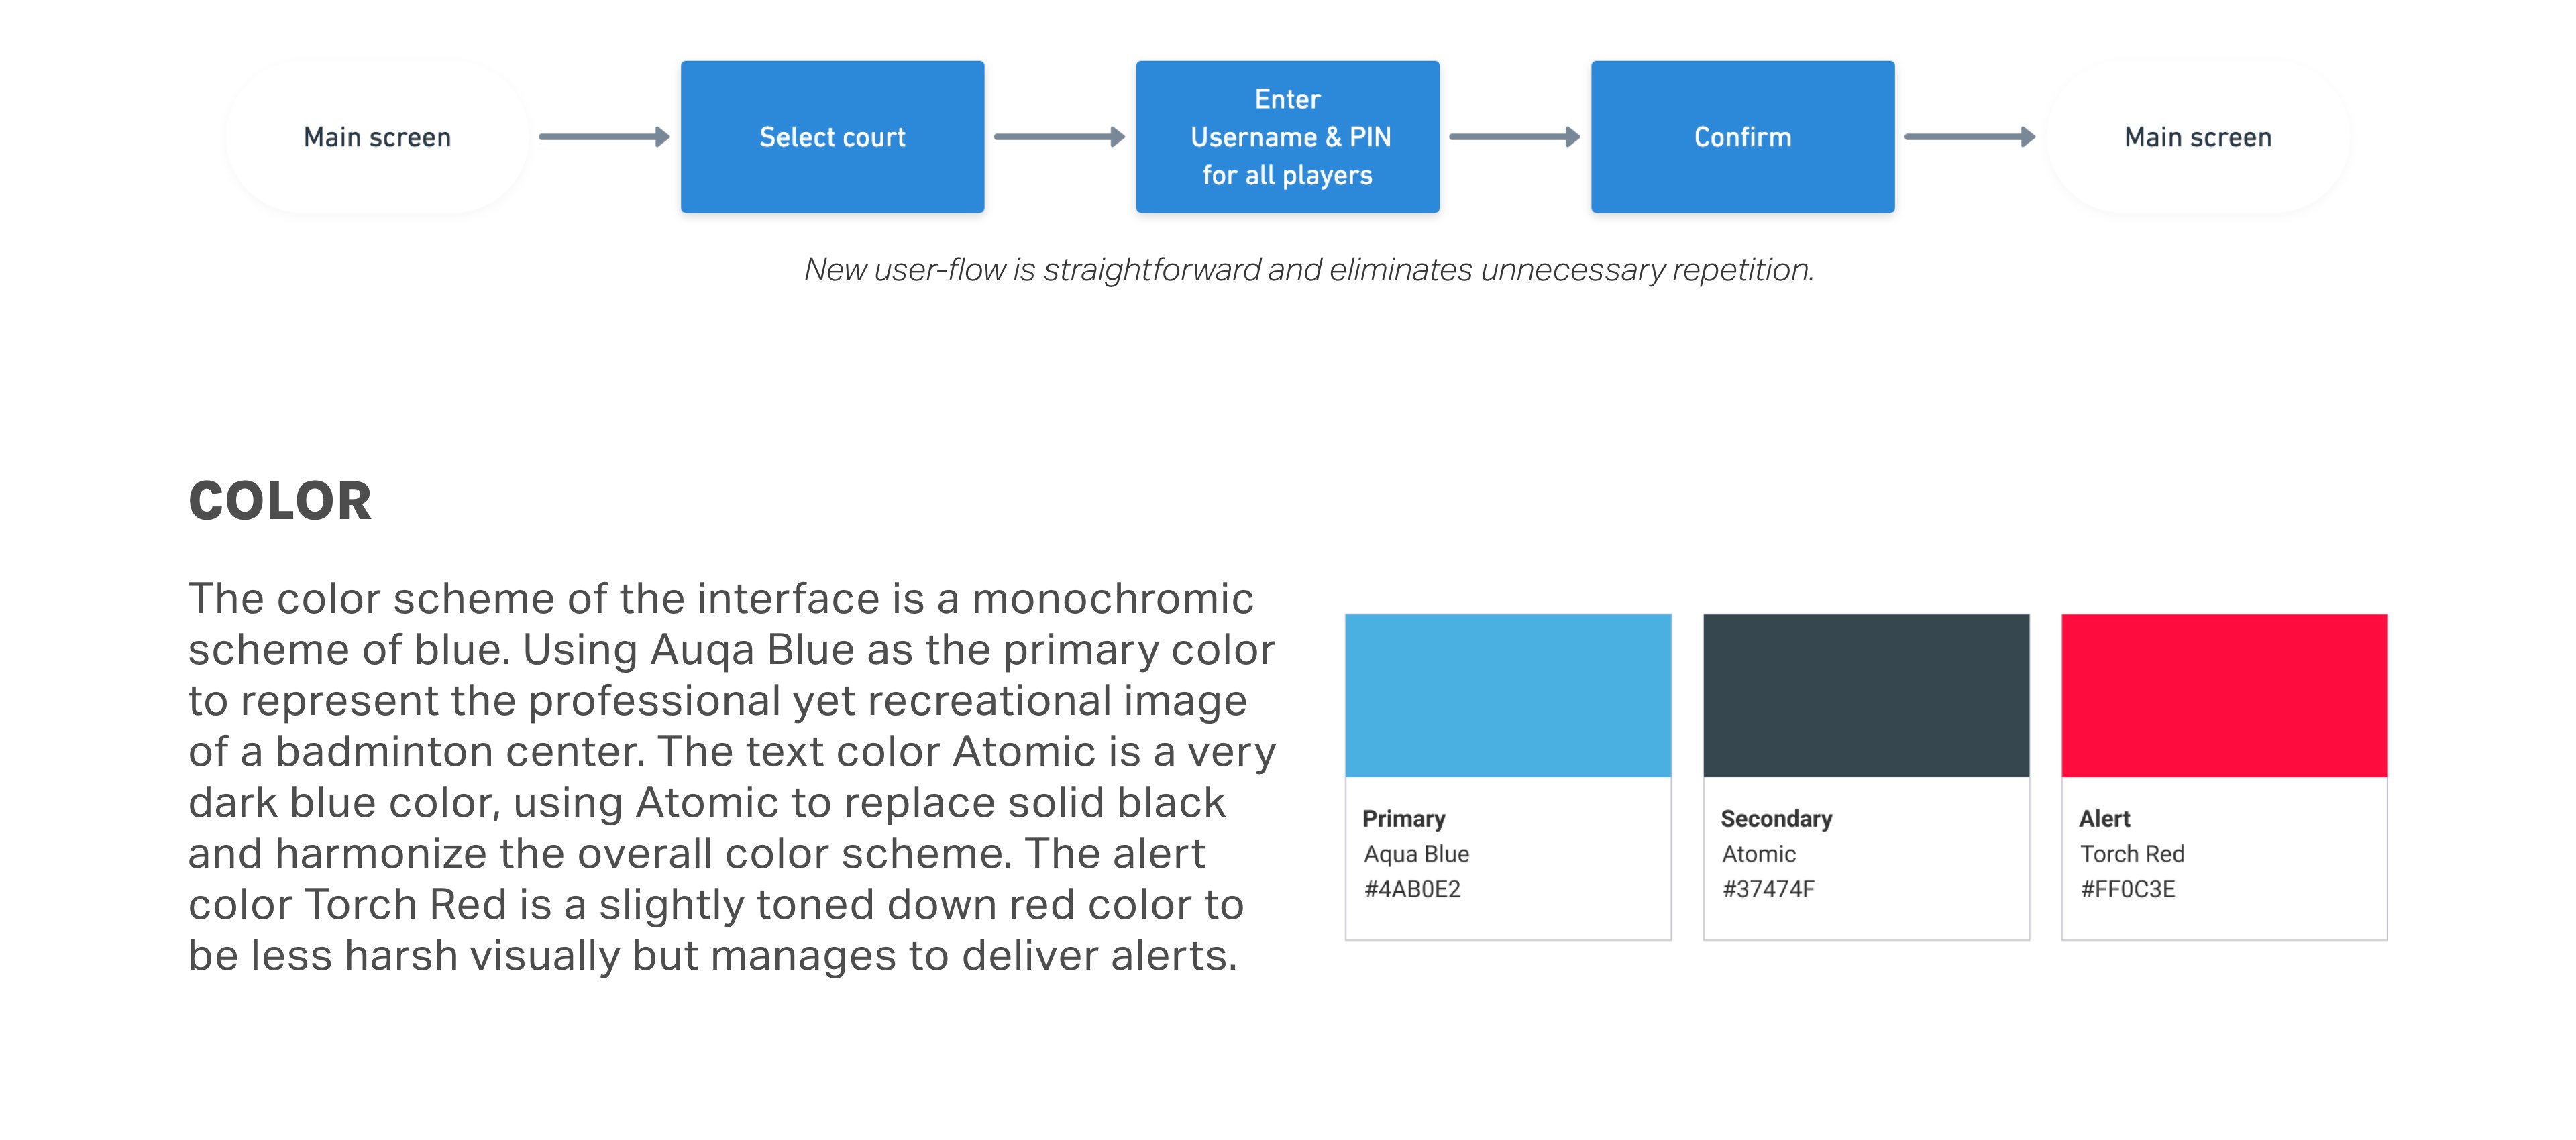 Main screen
Select court
Enter
Username & PIN
for all players
Confirm
Main screen
New user-flow is straightforward and eliminates unnecessary repetition.
COLOR
The color scheme of the interface is a monochromic
scheme of blue. Using Auqa Blue as the primary color
to represent the professional yet recreational image
of a badminton center. The text color Atomic is a very
dark blue color, using Atomic to replace solid black
and harmonize the overall color scheme. The alert
color Torch Red is a slightly toned down red color to
be less harsh visually but manages to deliver alerts.
Primary
Aqua Blue
#4AB0E2
Secondary
Atomic
#37474F
Alert
Torch Red
#FF0C3E